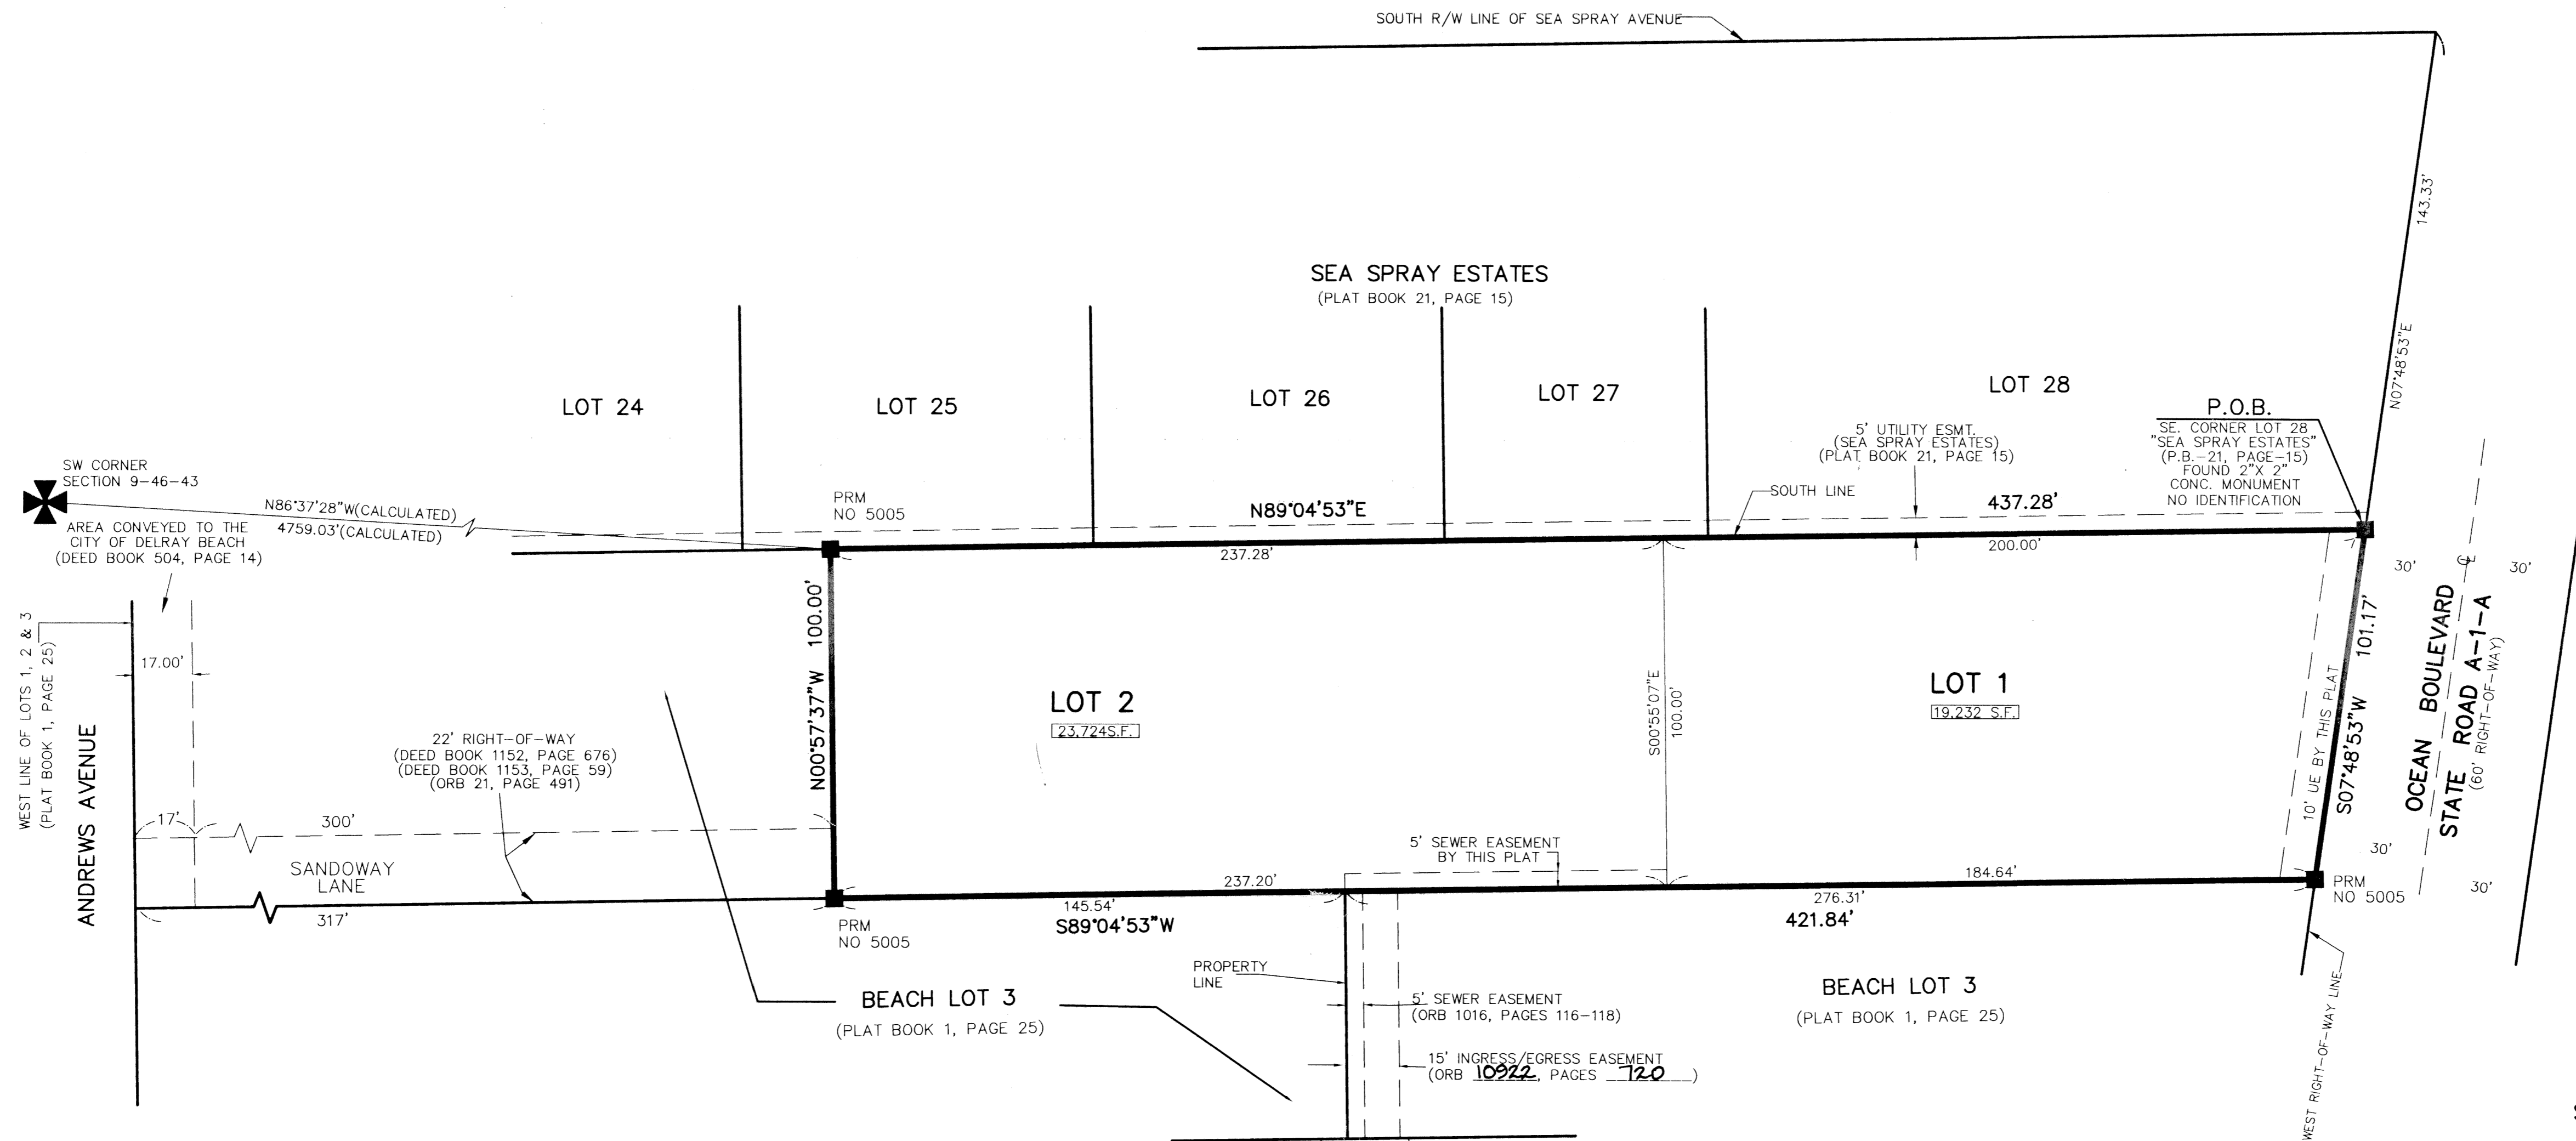 SOUTH R/W LINE OF SEA SPRAY AVENUE
143.33'
N07°48'53"E
SEA SPRAY ESTATES
(PLAT BOOK 21, PAGE 15)
LOT 24
LOT 25
LOT 26
LOT 27
LOT 28
P.O.B.
SE. CORNER LOT 28
"SEA SPRAY ESTATES"
(P.B.-21, PAGE-15)
FOUND 2"X 2"
CONC. MONUMENT
NO IDENTIFICATION
5' UTILITY ESMT.
(SEA SPRAY ESTATES)
(PLAT BOOK 21, PAGE 15)
SOUTH LINE
SW CORNER
SECTION 9-46-43
N86°37'28"W(CALCULATED)
4759.03'(CALCULATED)
PRM
NO 5005
N89°04'53"E
437.28'
237.28'
200.00'
AREA CONVEYED TO THE
CITY OF DELRAY BEACH
(DEED BOOK 504, PAGE 14)
WEST LINE OF LOTS 1, 2 & 3
(PLAT BOOK 1, PAGE 25)
17.00'
ANDREWS AVENUE
22' RIGHT-OF-WAY
(DEED BOOK 1152, PAGE 676)
(DEED BOOK 1153, PAGE 59)
(ORB 21, PAGE 491)
N00°57'37"W 100.00'
LOT 2
23,724S.F.
S00°55'07"E
100.00'
LOT 1
19,232 S.F.
10' UE BY THIS PLAT
S07°48'53"W 101.17'
30'
30'
OCEAN BOULEVARD
STATE ROAD A-1-A
(60' RIGHT-OF-WAY)
℄
30'
30'
17'
300'
SANDOWAY
LANE
317'
5' SEWER EASEMENT
BY THIS PLAT
237.20'
184.64'
145.54'
276.31'
S89°04'53"W
421.84'
PRM
NO 5005
PRM
NO 5005
PROPERTY
LINE
BEACH LOT 3
(PLAT BOOK 1, PAGE 25)
5' SEWER EASEMENT
(ORB 1016, PAGES 116-118)
15' INGRESS/EGRESS EASEMENT
(ORB 10922, PAGES 720)
BEACH LOT 3
(PLAT BOOK 1, PAGE 25)
WEST RIGHT-OF-WAY LINE